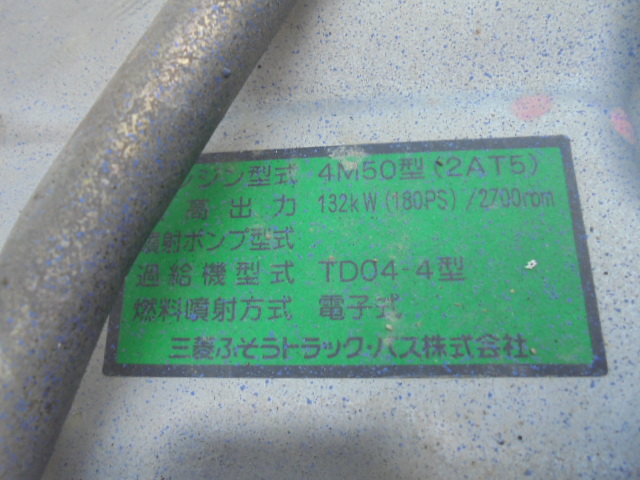 ンジン型式 4M50型(2AT5)
高出力 132kW(180PS)/2700rpm
射ポンプ型式
過給機型式 TD04-4型
燃料噴射方式 電子式
三菱ふそうトラック・バス株式会社